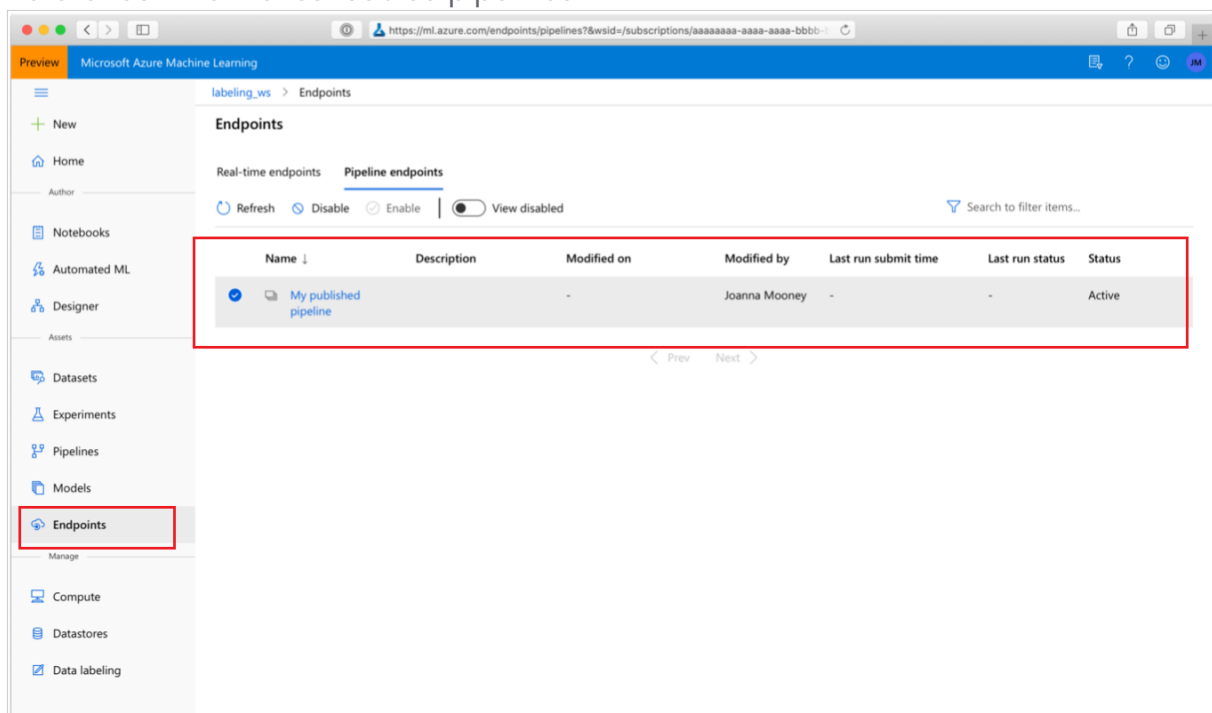 https://ml.azure.com/endpoints/pipelines?&wsid=/subscriptions/aaaaaaaa-aaaa-aaaa-bbbb-
Preview Microsoft Azure Machine Learning ? JM
labeling_ws > Endpoints
New
Endpoints
Home
Real-time endpoints Pipeline endpoints
Author
Refresh Disable Enable View disabled Search to filter items...
Notebooks
Name ↓ Description Modified on Modified by Last run submit time Last run status Status
Automated ML
My published - Joanna Mooney - - Active
pipeline
Designer
Assets
< Prev Next >
Datasets
Experiments
Pipelines
Models
Endpoints
Manage
Compute
Datastores
Data labeling